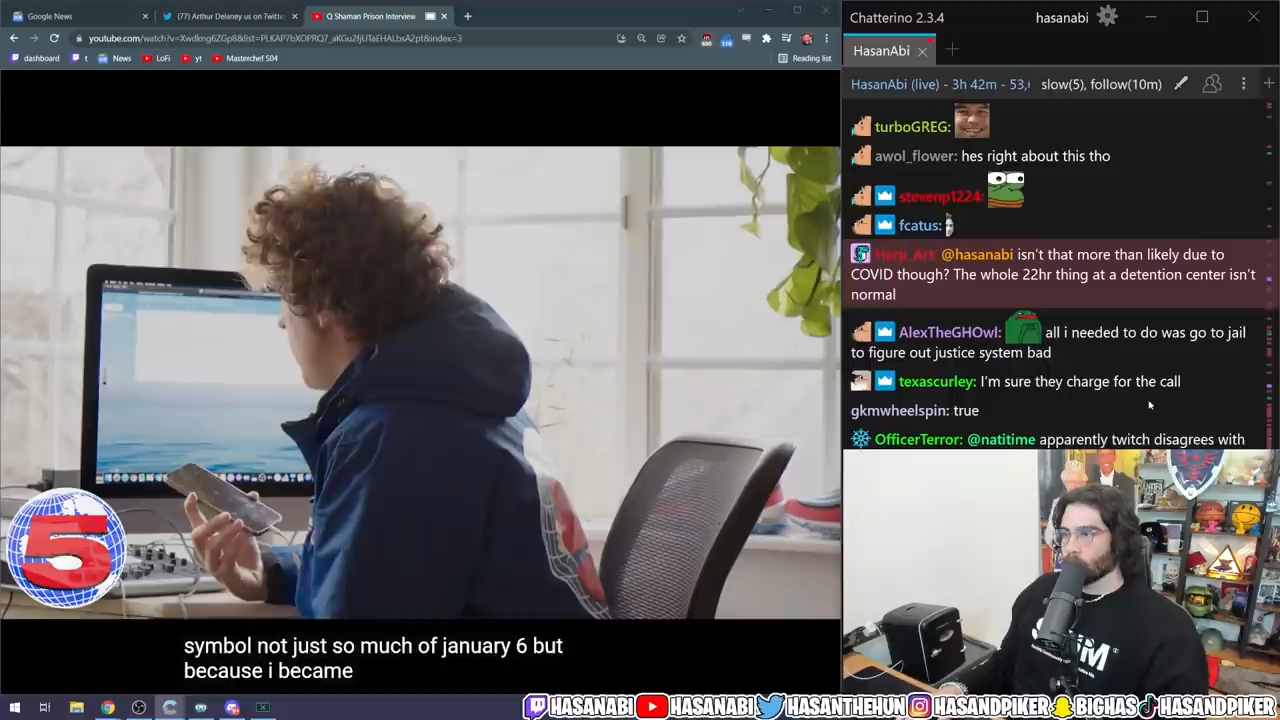 Google News
(77) Arthur Delaney us on Twitte
Q Shaman Prison Interview
Chatterino 2.3.4
hasanabi
youtube.com/watch?v=Xwdkng6ZGp8&list=PLKAP7bXOPRQ7_aKGu2fjUTaEHALbsA2pt&index=3
HasanAbi
dashboard
t
News
LoFi
yt
Masterchef S04
Reading list
HasanAbi (live) - 3h 42m - 53,
slow(5), follow(10m)
turboGREG:
awol_flower: hes right about this tho
stevenp1224:
fcatus:
Harp_Art: @hasanabi isn't that more than likely due to
COVID though? The whole 22hr thing at a detention center isn't
normal
AlexTheGHOwl: all i needed to do was go to jail
to figure out justice system bad
texascurley: I'm sure they charge for the call
gkmwheelspin: true
OfficerTerror: @natitime apparently twitch disagrees with
5
symbol not just so much of january 6 but
because i became
HASANABI
HASANABI
HASANTHEHUN
HASANDPIKER
BIGHAS
HASANDPIKER